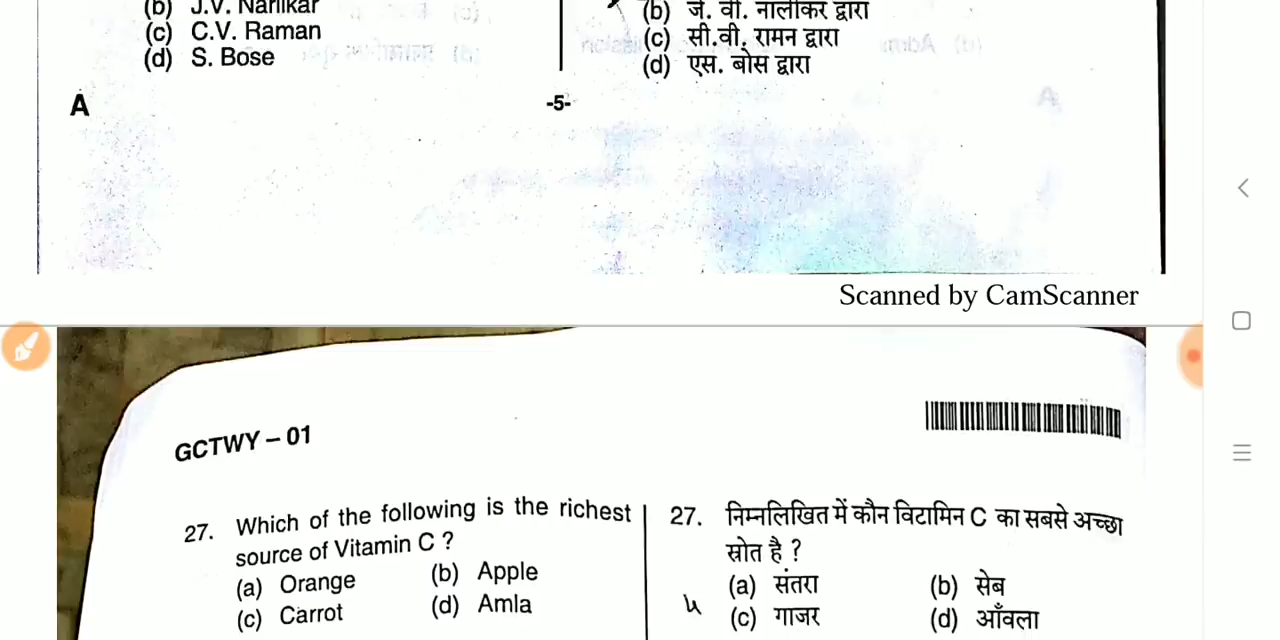 (b) J.V. Narlikar
(c) C.V. Raman
(d) S. Bose
(b) जे. वी. नार्लीकर द्वारा
(c) सी.वी. रामन द्वारा
(d) एस. बोस द्वारा
A
-5-
Scanned by CamScanner
GCTWY – 01
27. Which of the following is the richest
source of Vitamin C ?
(a) Orange (b) Apple
(c) Carrot (d) Amla
27. निम्नलिखित में कौन विटामिन C का सबसे अच्छा
स्रोत है ?
(a) संतरा (b) सेब
(c) गाजर (d) आँवला